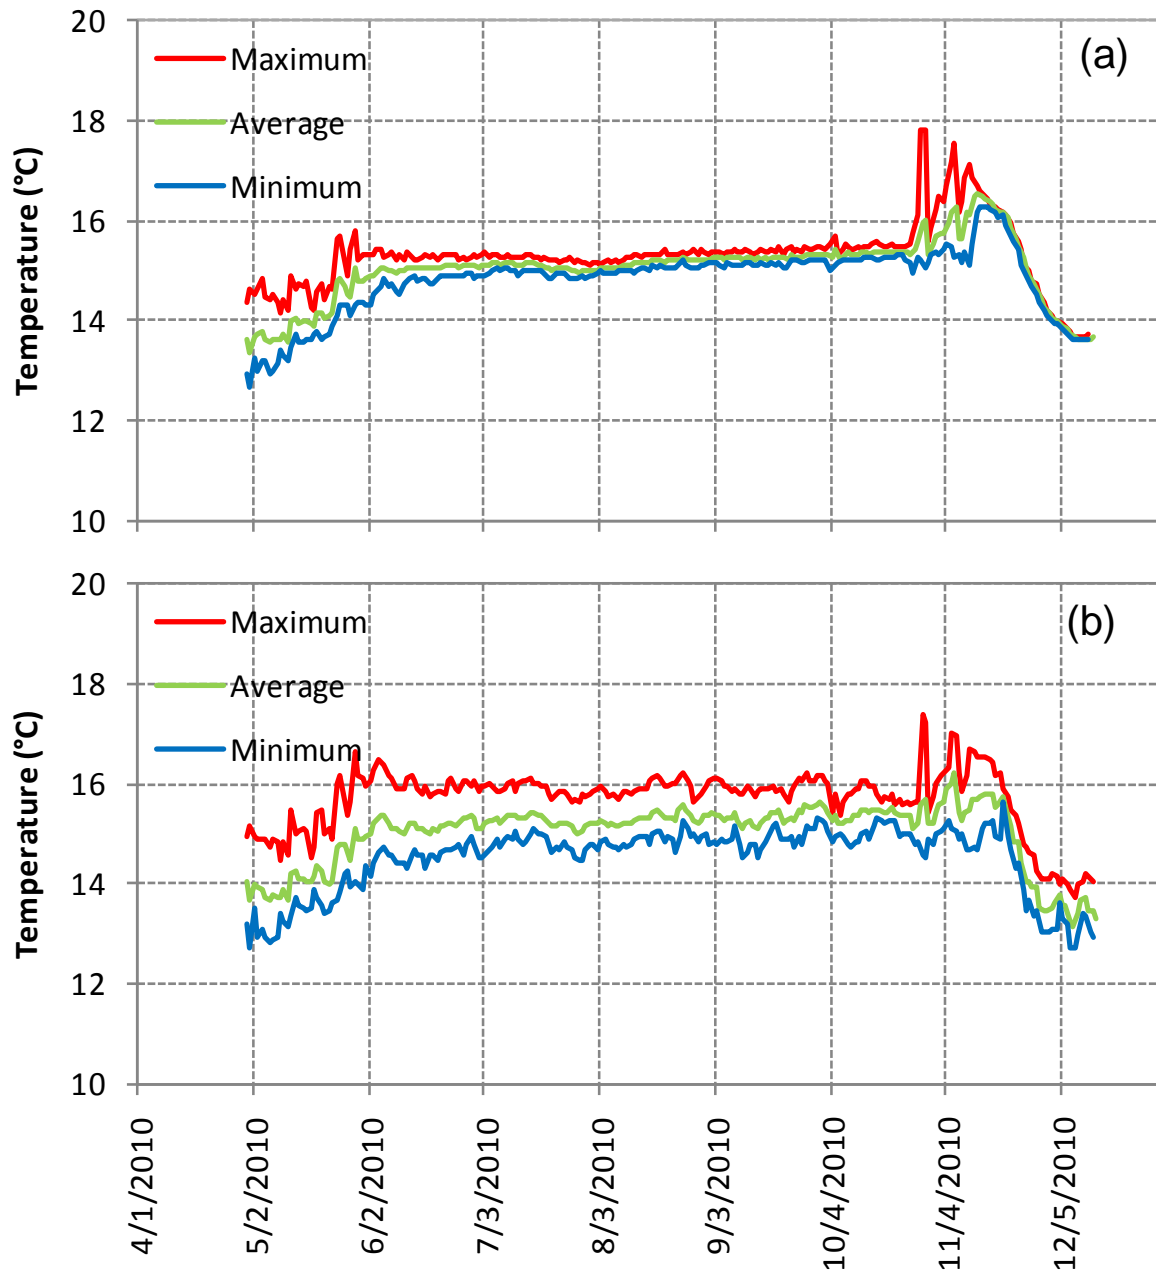 20
18
16
14
12
10
Temperature (°C)
Maximum
Average
Minimum
(a)
20
18
16
14
12
10
Temperature (°C)
Maximum
Average
Minimum
(b)
4/1/2010
5/2/2010
6/2/2010
7/3/2010
8/3/2010
9/3/2010
10/4/2010
11/4/2010
12/5/2010